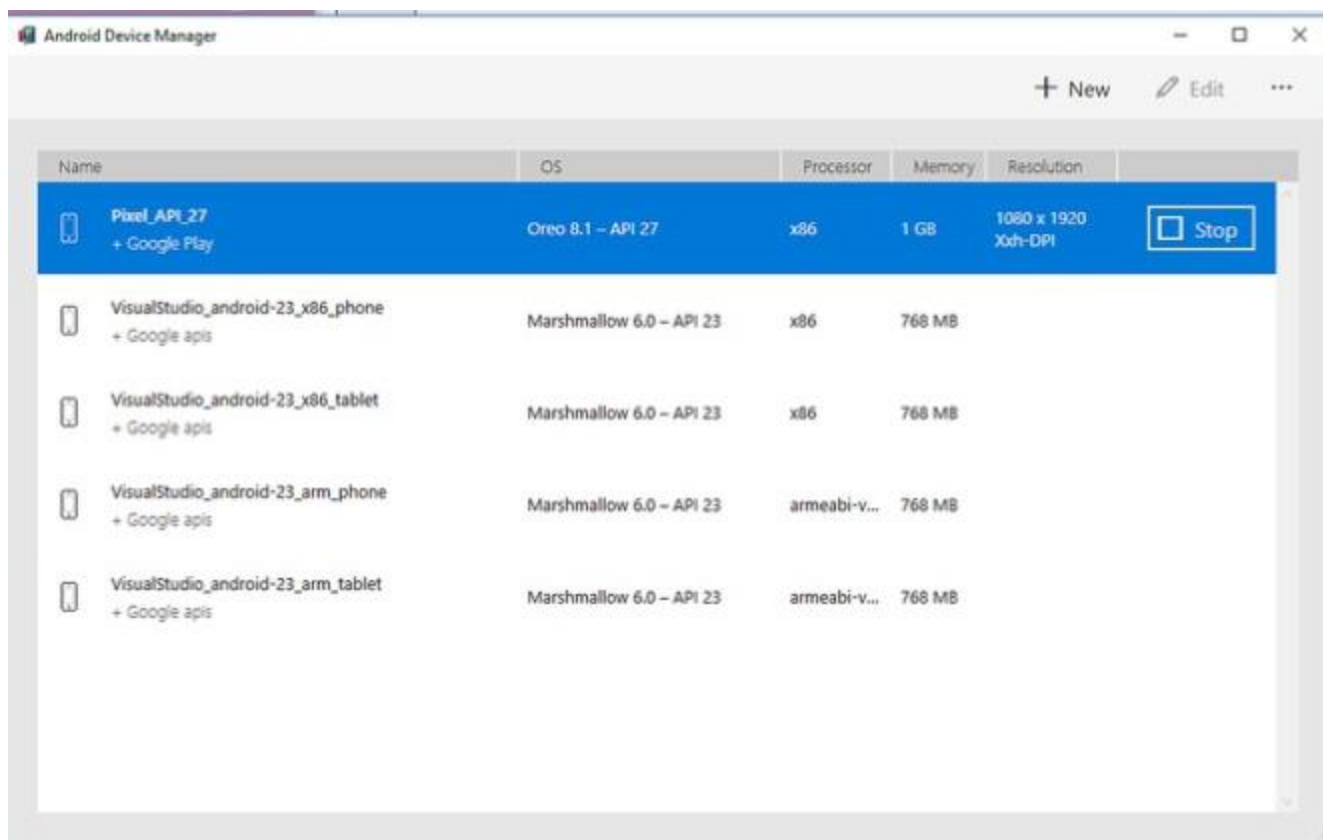 Android Device Manager
+ New Edit ...
Name OS Processor Memory Resolution
Pixel_API_27
+ Google Play
Oreo 8.1 – API 27 x86 1 GB
1080 x 1920
Xxh-DPI
Stop
VisualStudio_android-23_x86_phone
+ Google apis
Marshmallow 6.0 – API 23 x86 768 MB
VisualStudio_android-23_x86_tablet
+ Google apis
Marshmallow 6.0 – API 23 x86 768 MB
VisualStudio_android-23_arm_phone
+ Google apis
Marshmallow 6.0 – API 23 armeabi-v... 768 MB
VisualStudio_android-23_arm_tablet
+ Google apis
Marshmallow 6.0 – API 23 armeabi-v... 768 MB